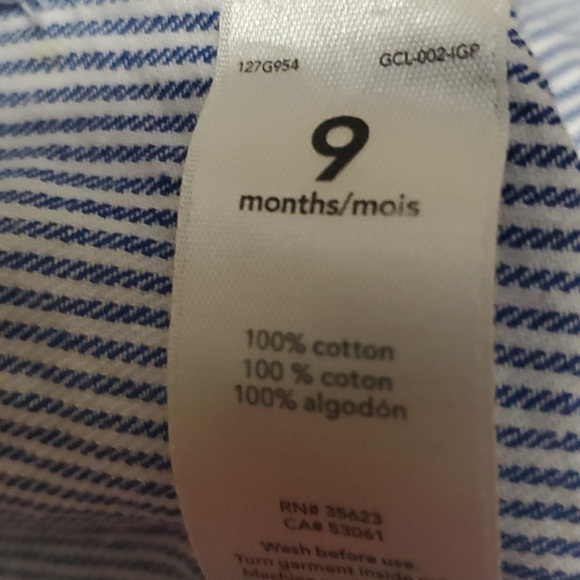 127G954 GCL-002-IGP
9
months/mois
100% cotton
100 % coton
100% algodón
RN# 35623
CA# 53061
Wash before use.
Turn garment inside
Machine